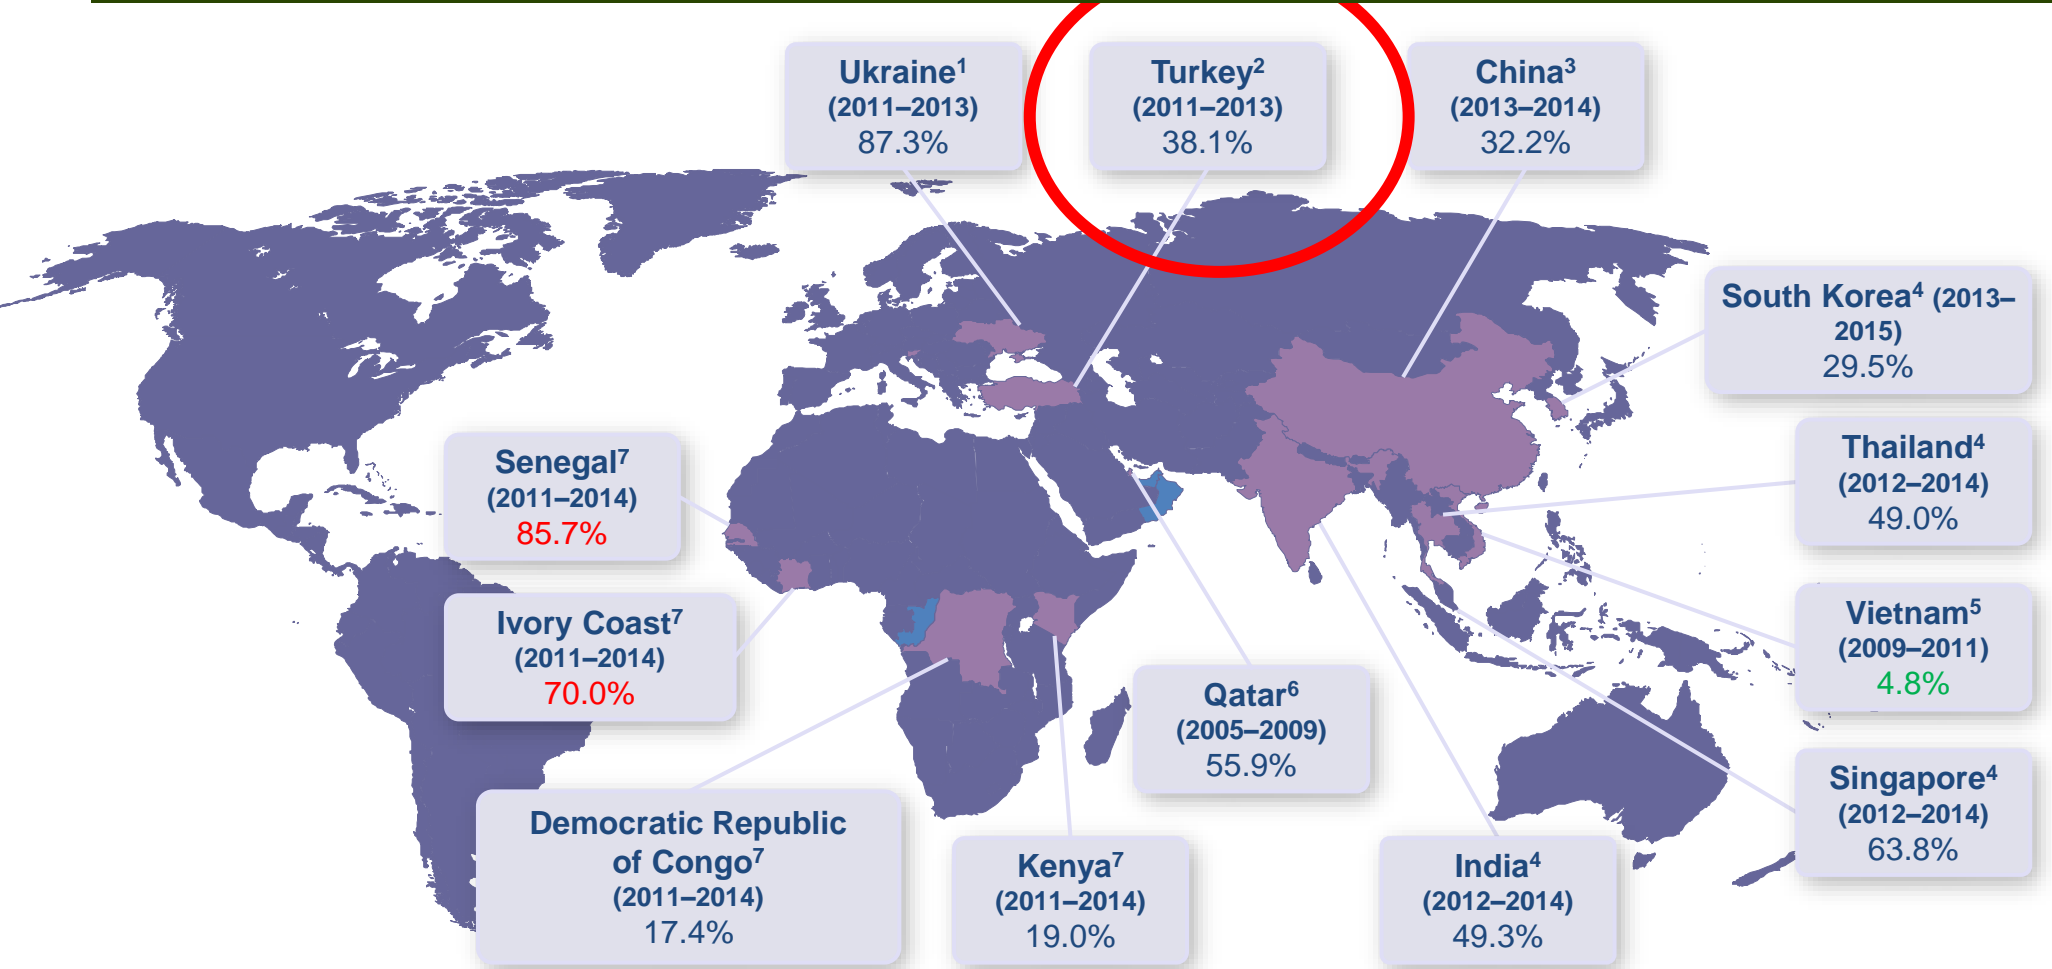 Ukraine¹
(2011–2013)
87.3%
Turkey²
(2011–2013)
38.1%
China³
(2013–2014)
32.2%
South Korea⁴ (2013–
2015)
29.5%
Senegal⁷
(2011–2014)
85.7%
Thailand⁴
(2012–2014)
49.0%
Ivory Coast⁷
(2011–2014)
70.0%
Vietnam⁵
(2009–2011)
4.8%
Qatar⁶
(2005–2009)
55.9%
Singapore⁴
(2012–2014)
63.8%
Democratic Republic
of Congo⁷
(2011–2014)
17.4%
Kenya⁷
(2011–2014)
19.0%
India⁴
(2012–2014)
49.3%